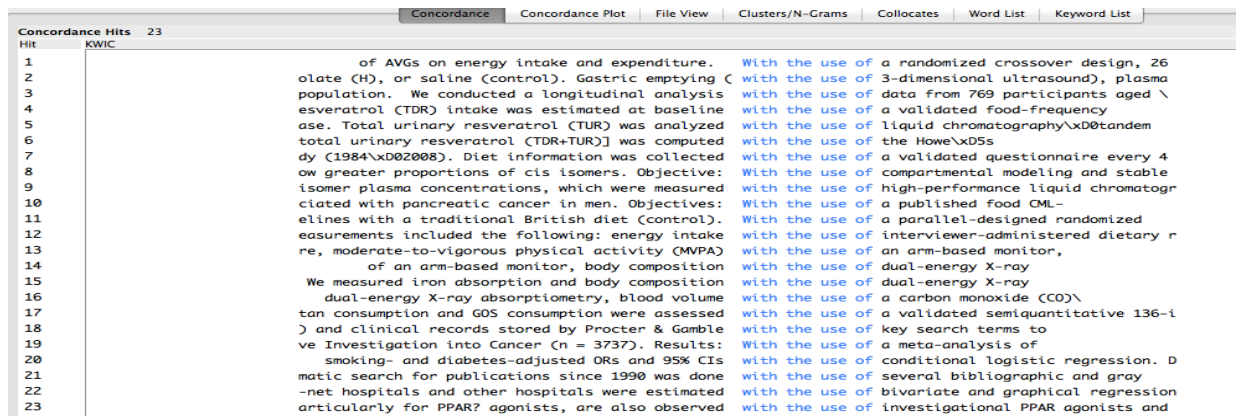 Concordance Concordance Plot File View Clusters/N-Grams Collocates Word List Keyword List
Concordance Hits 23
Hit KWIC
1 of AVGs on energy intake and expenditure. With the use of a randomized crossover design, 26
2 olate (H), or saline (control). Gastric emptying ( with the use of 3-dimensional ultrasound), plasma
3 population. We conducted a longitudinal analysis with the use of data from 769 participants aged \
4 esveratrol (TDR) intake was estimated at baseline with the use of a validated food-frequency
5 ase. Total urinary resveratrol (TUR) was analyzed with the use of liquid chromatography\xD0tandem
6 total urinary resveratrol (TDR+TUR)] was computed with the use of the Howe\xD5s
7 dy (1984\xD02008). Diet information was collected with the use of a validated questionnaire every 4
8 ow greater proportions of cis isomers. Objective: With the use of compartmental modeling and stable
9 isomer plasma concentrations, which were measured with the use of high-performance liquid chromatogr
10 ciated with pancreatic cancer in men. Objectives: With the use of a published food CML-
11 elines with a traditional British diet (control). With the use of a parallel-designed randomized
12 easurements included the following: energy intake with the use of interviewer-administered dietary r
13 re, moderate-to-vigorous physical activity (MVPA) with the use of an arm-based monitor,
14 of an arm-based monitor, body composition with the use of dual-energy X-ray
15 We measured iron absorption and body composition with the use of dual-energy X-ray
16 dual-energy X-ray absorptiometry, blood volume with the use of a carbon monoxide (CO)\
17 tan consumption and GOS consumption were assessed with the use of a validated semiquantitative 136-i
18 ) and clinical records stored by Procter & Gamble with the use of key search terms to
19 ve Investigation into Cancer (n = 3737). Results: With the use of a meta-analysis of
20 smoking- and diabetes-adjusted ORs and 95% CIs with the use of conditional logistic regression. D
21 matic search for publications since 1990 was done with the use of several bibliographic and gray
22 -net hospitals and other hospitals were estimated with the use of bivariate and graphical regression
23 articularly for PPAR? agonists, are also observed with the use of investigational PPAR agonists and